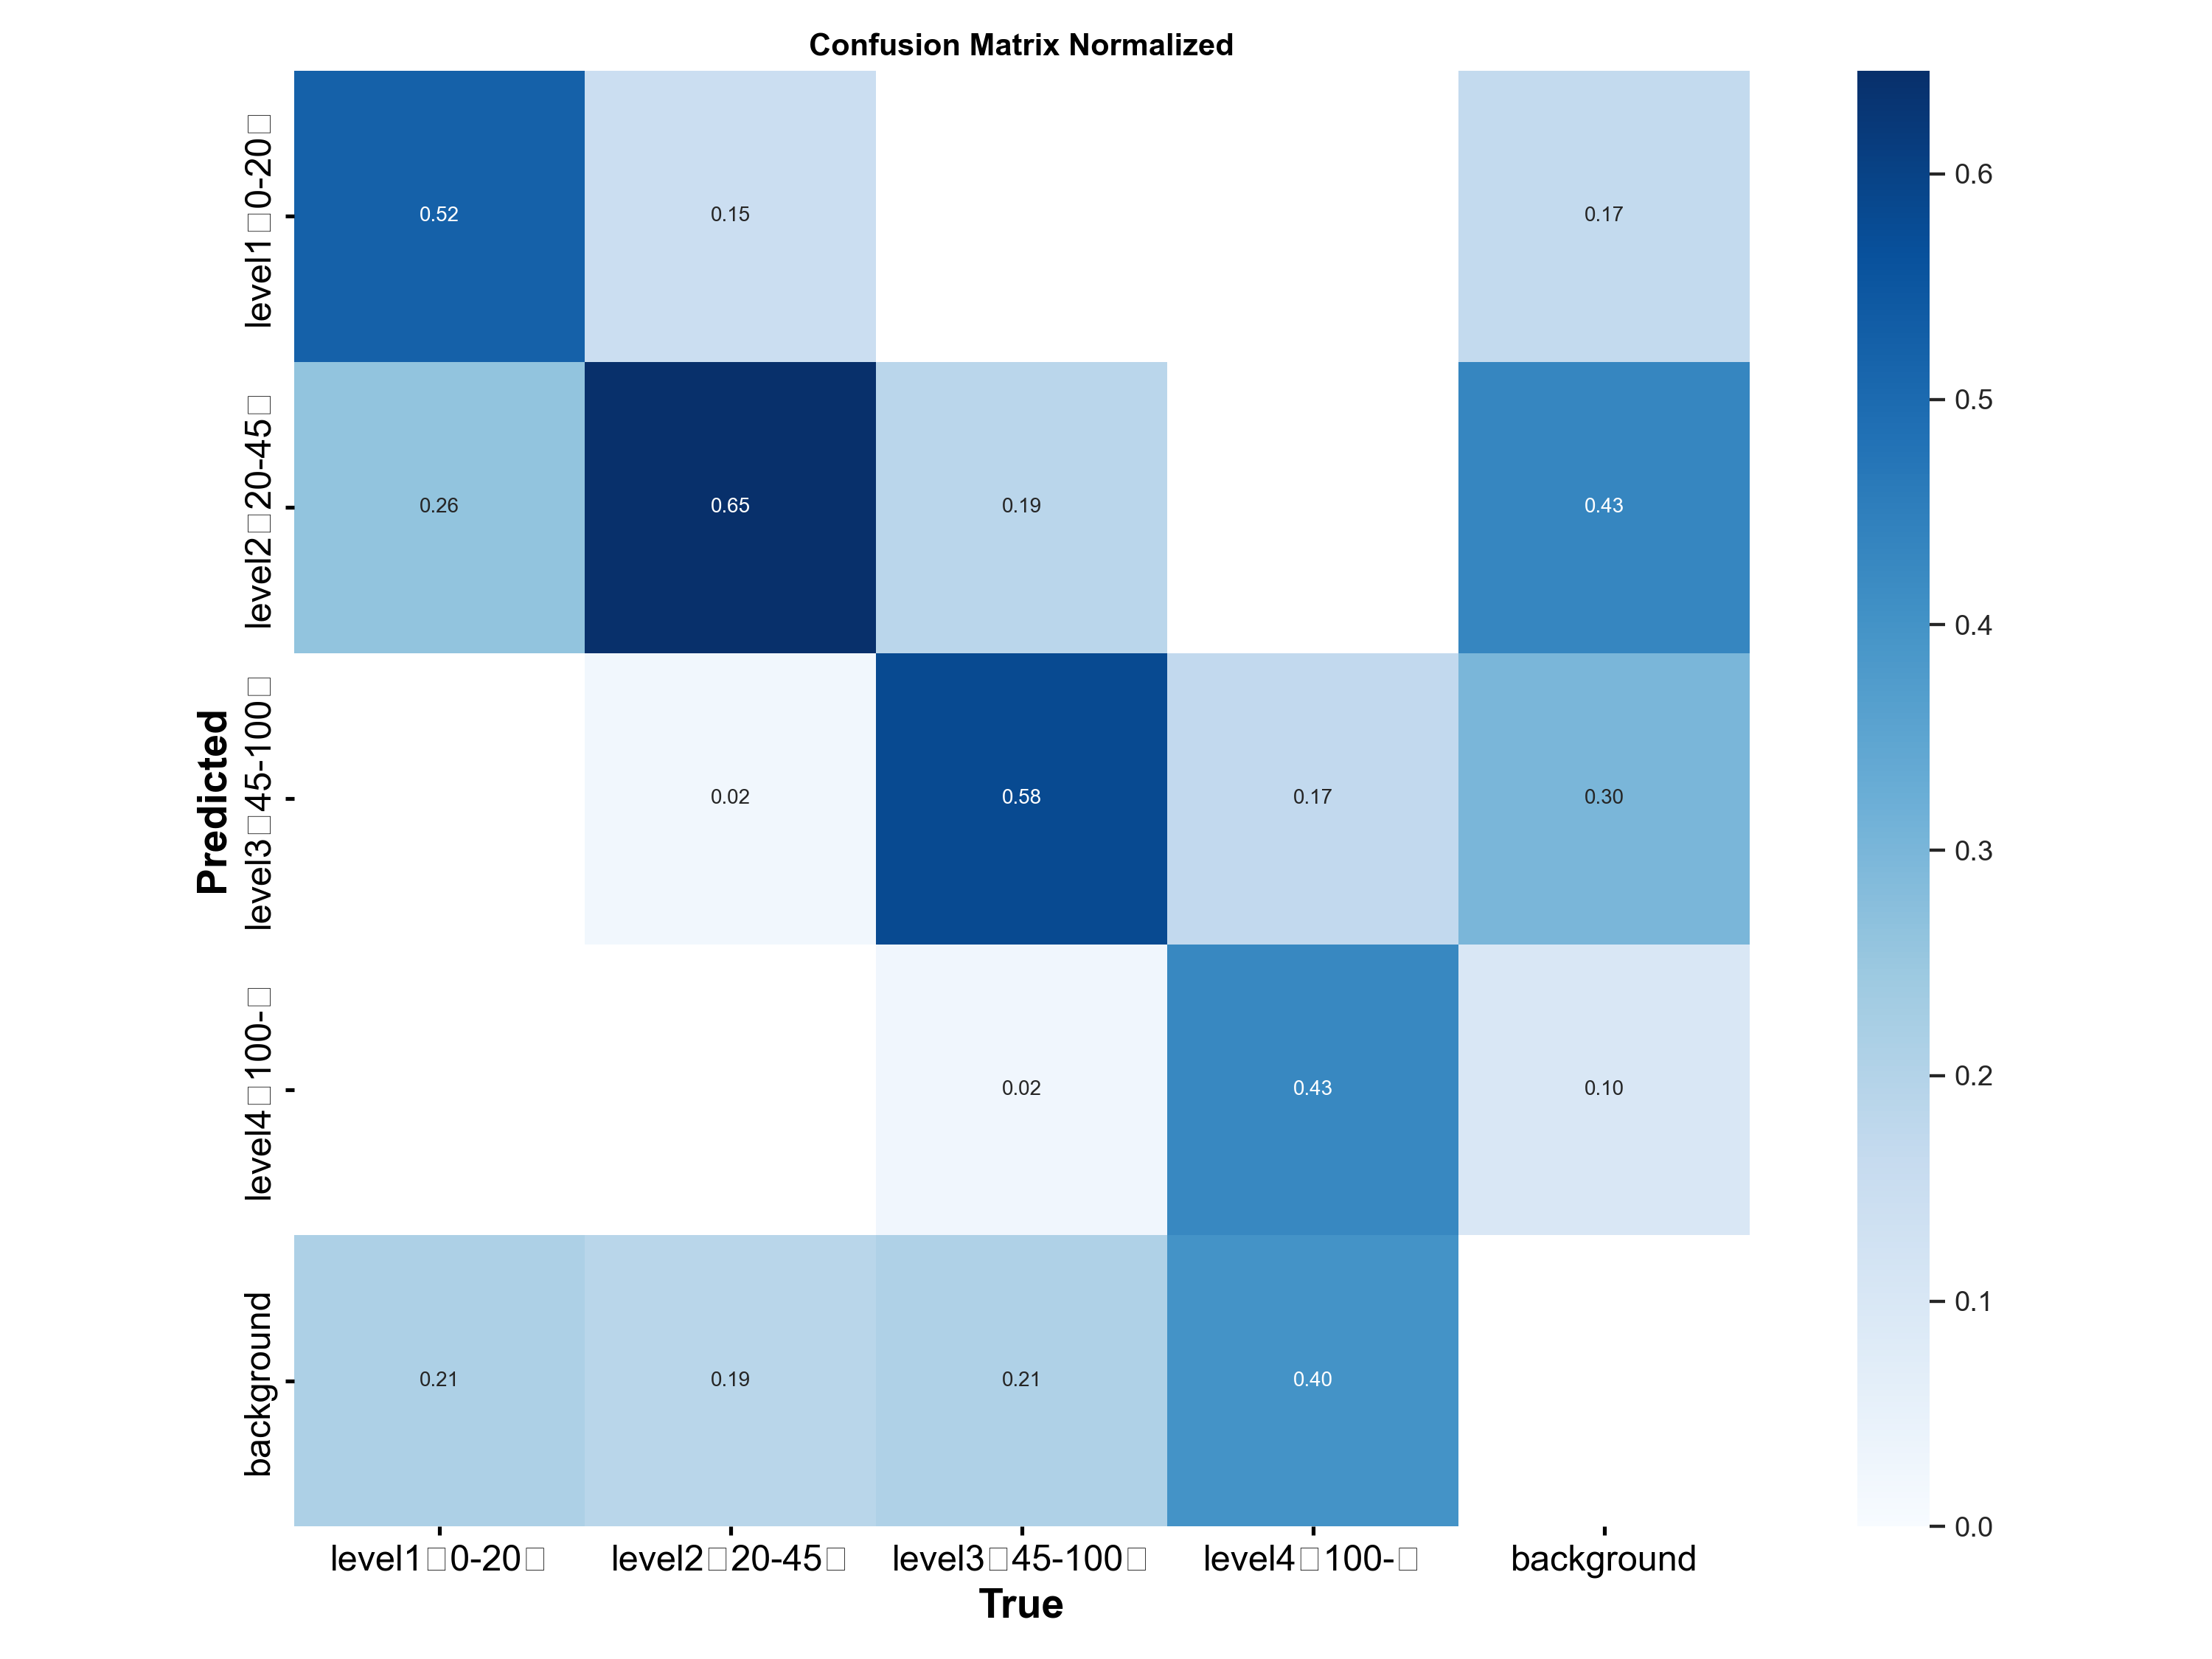 Confusion Matrix Normalized
level1□0-20□
0.52 0.15 0.17
0.6
0.5
level2□20-45□
0.26 0.65 0.19 0.43
0.4
Predicted
level3□45-100□
0.02 0.58 0.17 0.30
0.3
0.2
level4□100-□
0.02 0.43 0.10
0.1
background
0.21 0.19 0.21 0.40
0.0
level1□0-20□ level2□20-45□ level3□45-100□ level4□100-□ background
True